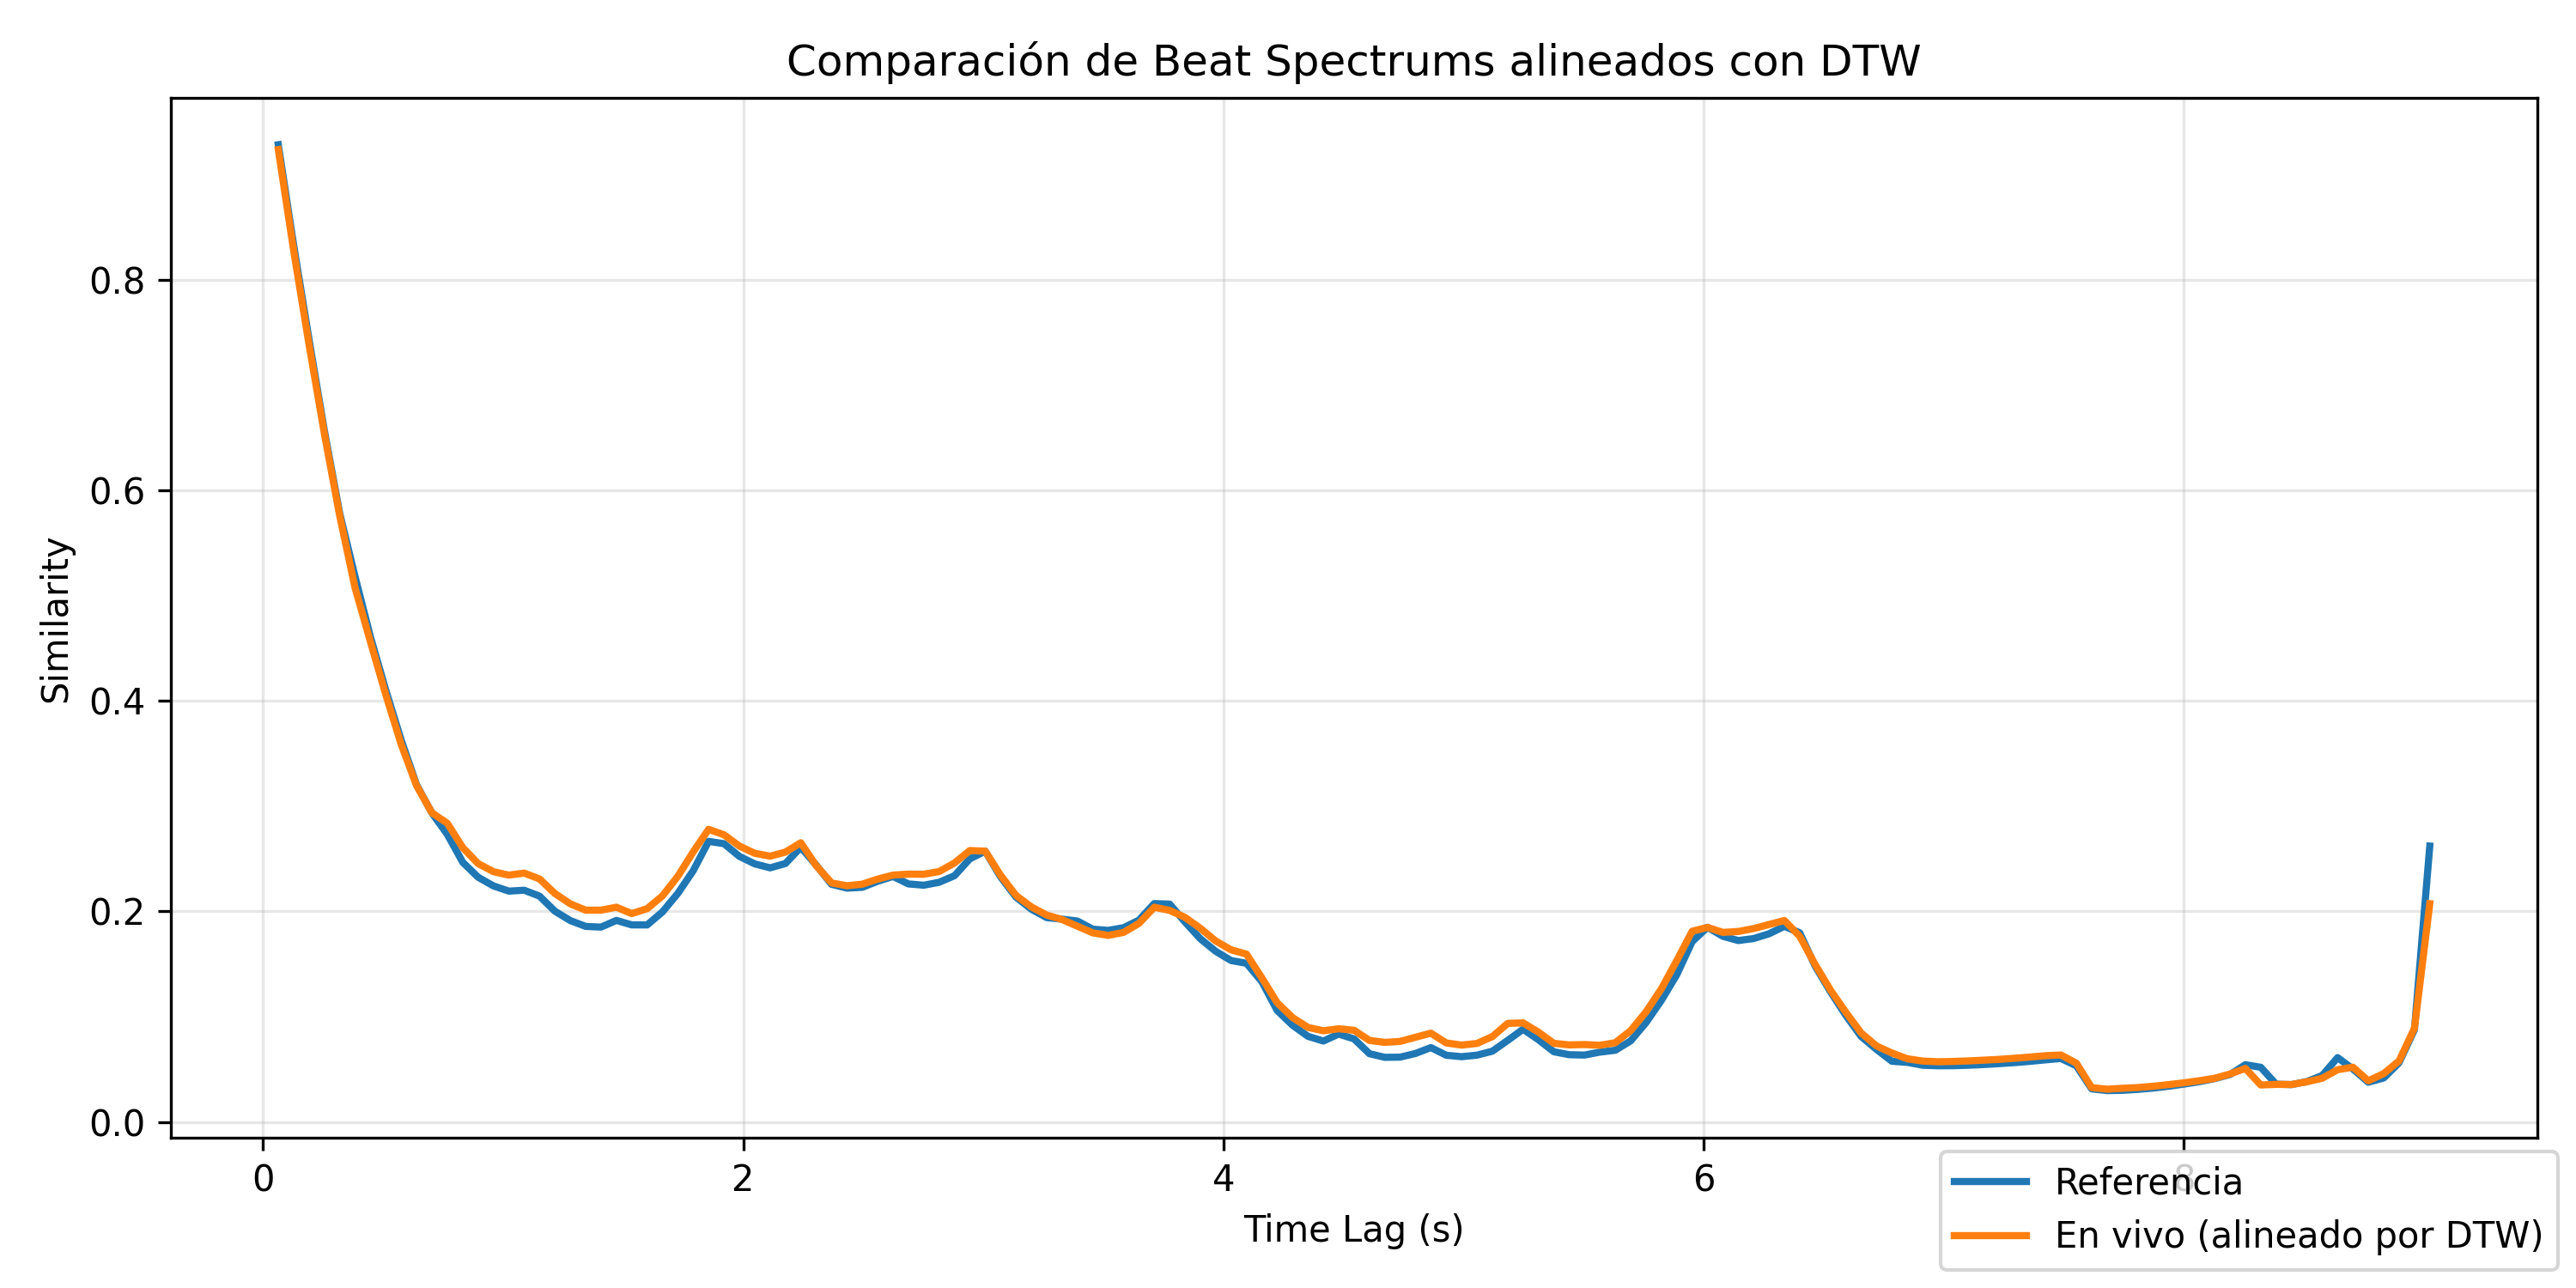 Comparación de Beat Spectrums alineados con DTW
Similarity
0.8
0.6
0.4
0.2
0.0
0 2 4 6 8
Time Lag (s)
Referencia
En vivo (alineado por DTW)